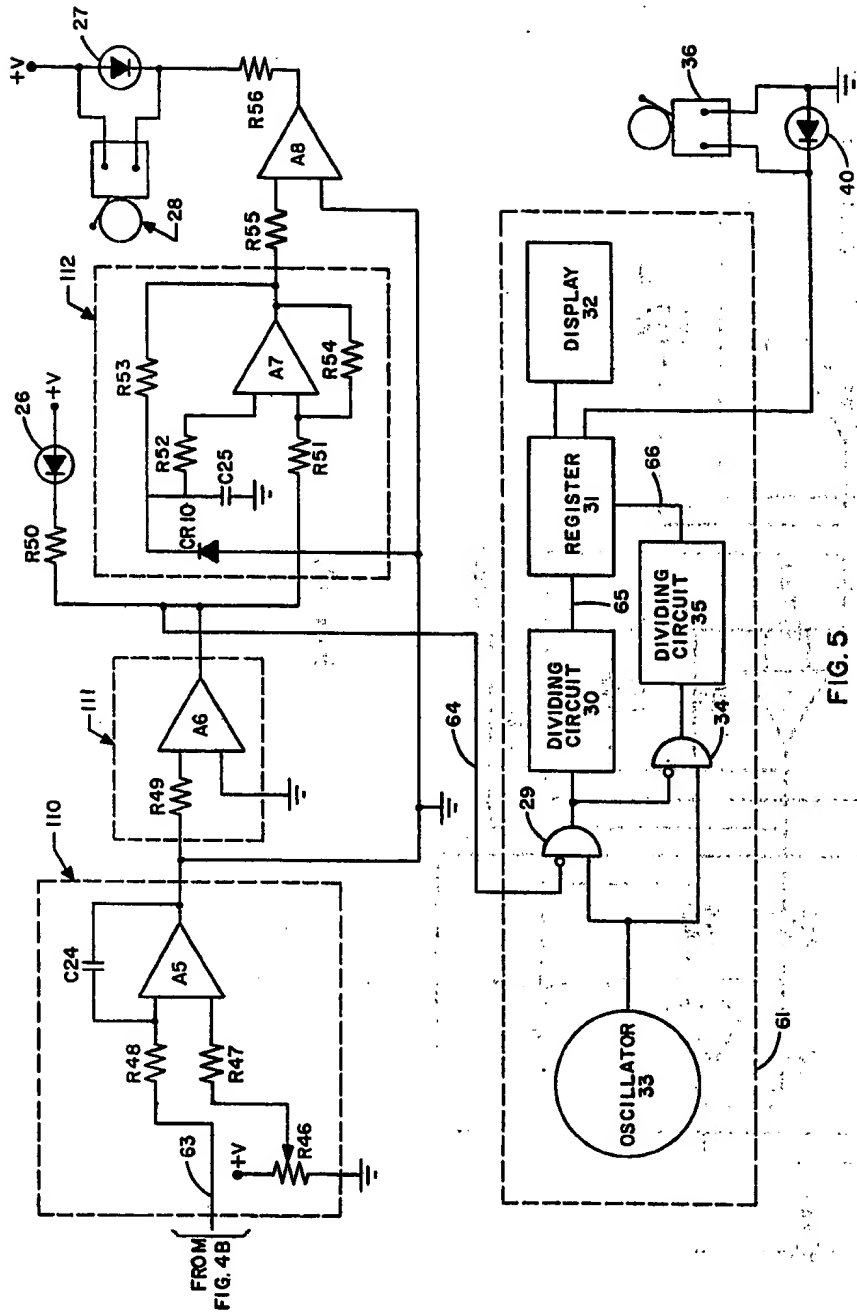 FROM
FIG. 4B
63
110
C24
R48
A5
R47
+V
R46
111
R49
A6
R50
26
+V
112
R53
R52
CR10
C25
A7
R54
R51
R55
A8
R56
+V
27
28
64
61
OSCILLATOR
33
29
34
DIVIDING
CIRCUIT
30
65
DIVIDING
CIRCUIT
35
66
REGISTER
31
DISPLAY
32
36
40
FIG. 5